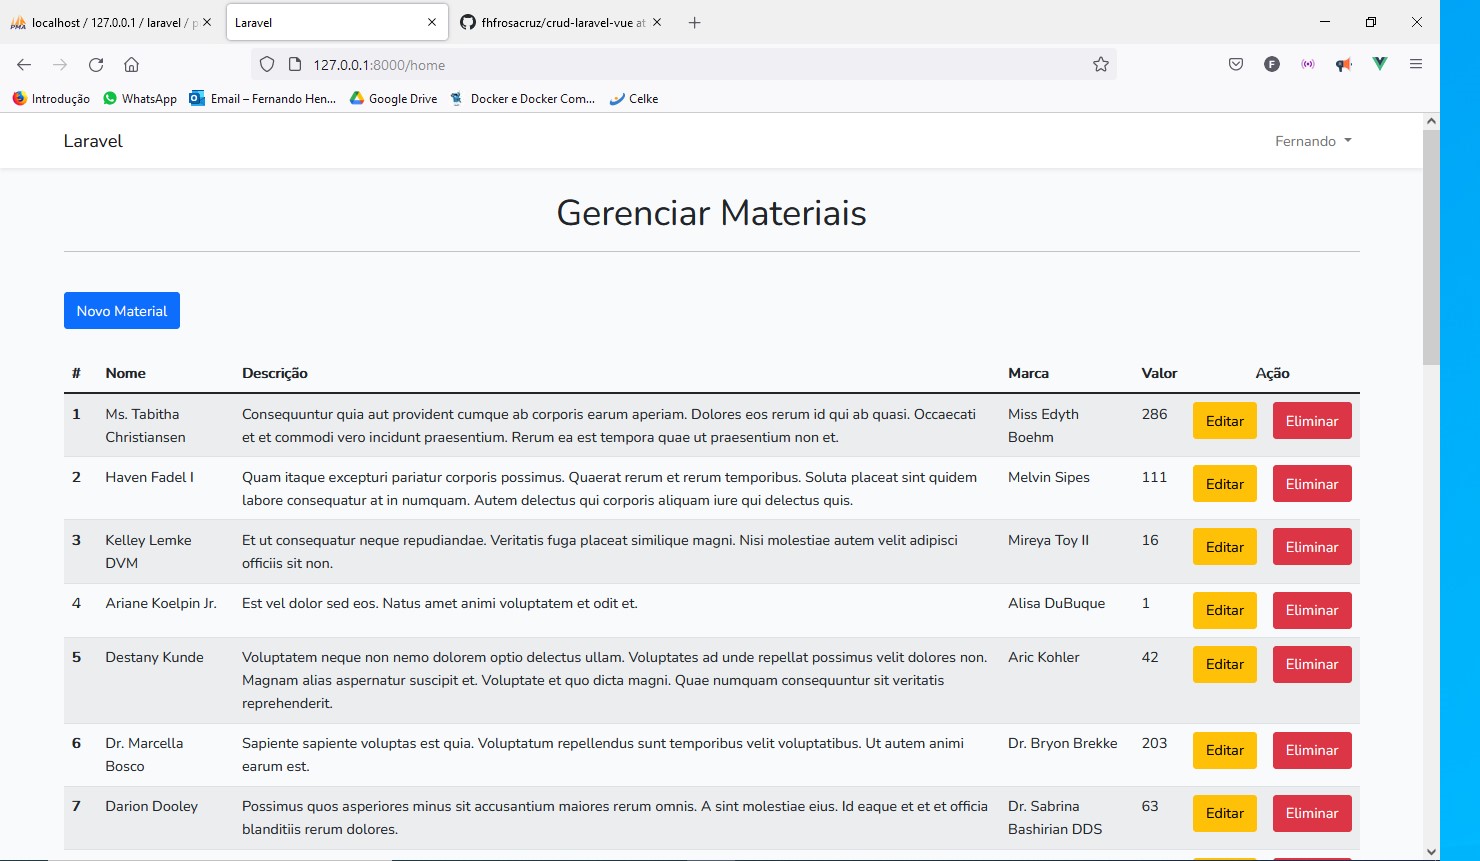 localhost / 127.0.0.1 / laravel / p
Laravel
fhfrosacruz/crud-laravel-vue at
127.0.0.1:8000/home
Introdução WhatsApp Email – Fernando Hen... Google Drive Docker e Docker Com... Celke
Laravel Fernando
Gerenciar Materiais
Novo Material
# Nome Descrição Marca Valor Ação
1 Ms. Tabitha Consequuntur quia aut provident cumque ab corporis earum aperiam. Dolores eos rerum id qui ab quasi. Occaecati Miss Edyth 286 Editar Eliminar
Christiansen et et commodi vero incidunt praesentium. Rerum ea est tempora quae ut praesentium non et. Boehm
2 Haven Fadel I Quam itaque excepturi pariatur corporis possimus. Quaerat rerum et rerum temporibus. Soluta placeat sint quidem Melvin Sipes 111 Editar Eliminar
labore consequatur at in numquam. Autem delectus qui corporis aliquam iure qui delectus quis.
3 Kelley Lemke Et ut consequatur neque repudiandae. Veritatis fuga placeat similique magni. Nisi molestiae autem velit adipisci Mireya Toy II 16 Editar Eliminar
DVM officiis sit non.
4 Ariane Koelpin Jr. Est vel dolor sed eos. Natus amet animi voluptatem et odit et. Alisa DuBuque 1 Editar Eliminar
5 Destany Kunde Voluptatem neque non nemo dolorem optio delectus ullam. Voluptates ad unde repellat possimus velit dolores non. Aric Kohler 42 Editar Eliminar
Magnam alias aspernatur suscipit et. Voluptate et quo dicta magni. Quae numquam consequuntur sit veritatis
reprehenderit.
6 Dr. Marcella Sapiente sapiente voluptas est quia. Voluptatum repellendus sunt temporibus velit voluptatibus. Ut autem animi Dr. Bryon Brekke 203 Editar Eliminar
Bosco earum est.
7 Darion Dooley Possimus quos asperiores minus sit accusantium maiores rerum omnis. A sint molestiae eius. Id eaque et et et officia Dr. Sabrina 63 Editar Eliminar
blanditiis rerum dolores. Bashirian DDS